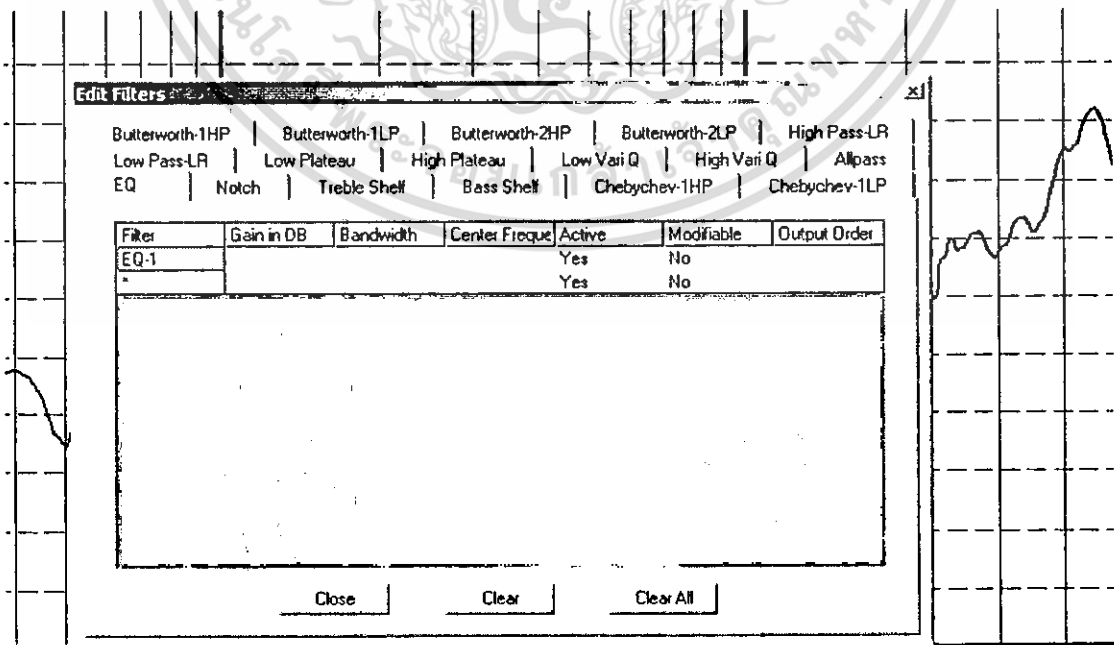 Edit Filters
Butterworth-1HP Butterworth-1LP Butterworth-2HP Butterworth-2LP High Pass-LR
Low Pass-LR Low Plateau High Plateau Low Vari Q High Vari Q Allpass
EQ Notch Treble Shelf Bass Shelf Chebychev-1HP Chebychev-1LP
Filter Gain in DB Bandwidth Center Freque Active Modifiable Output Order
EQ-1 Yes No
* Yes No
Close Clear Clear All